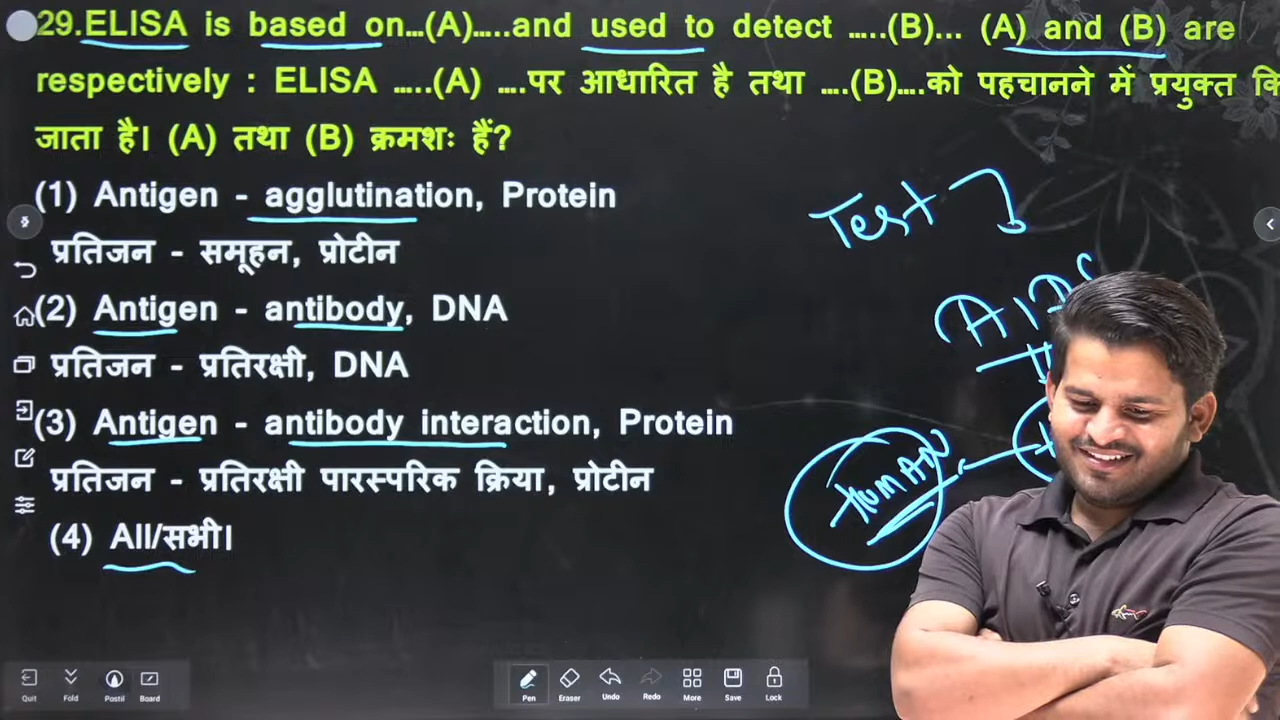 29.ELISA is based on...(A).....and used to detect .....(B)... (A) and (B) are
respectively : ELISA .....(A) ....पर आधारित है तथा ....(B)....को पहचानने में प्रयुक्त कि
जाता है। (A) तथा (B) क्रमशः हैं?
(1) Antigen - agglutination, Protein
प्रतिजन - समूहन, प्रोटीन
(2) Antigen - antibody, DNA
प्रतिजन - प्रतिरक्षी, DNA
(3) Antigen - antibody interaction, Protein
प्रतिजन - प्रतिरक्षी पारस्परिक क्रिया, प्रोटीन
(4) All/सभी।
Test
HUMAN
Quit Fold Postil Board Pen Eraser Undo Redo More Save Lock